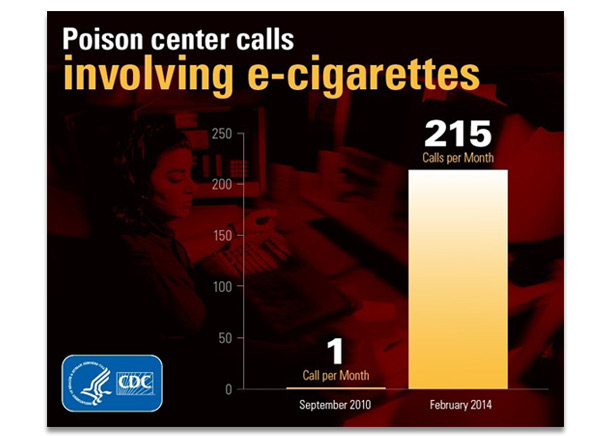 Poison center calls
involving e-cigarettes
250
200
150
100
50
0
215
Calls per Month
1
Call per Month
September 2010
February 2014
CDC